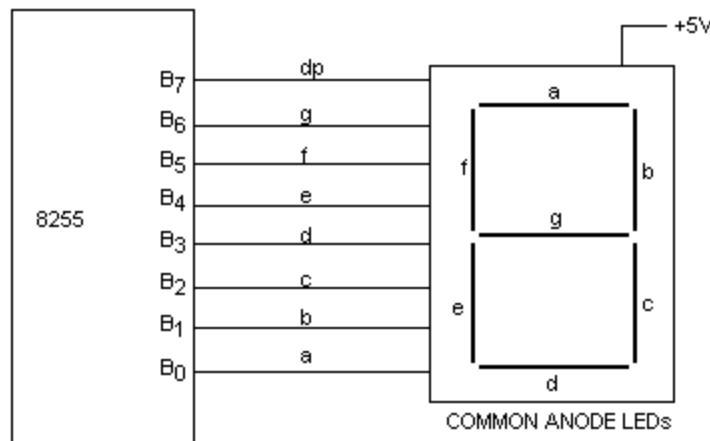 +5V
B7 dp
a
B6 g
B5 f
f
b
B4 e
8255
g
B3 d
B2 c
e
c
B1 b
B0 a
d
COMMON ANODE LEDs